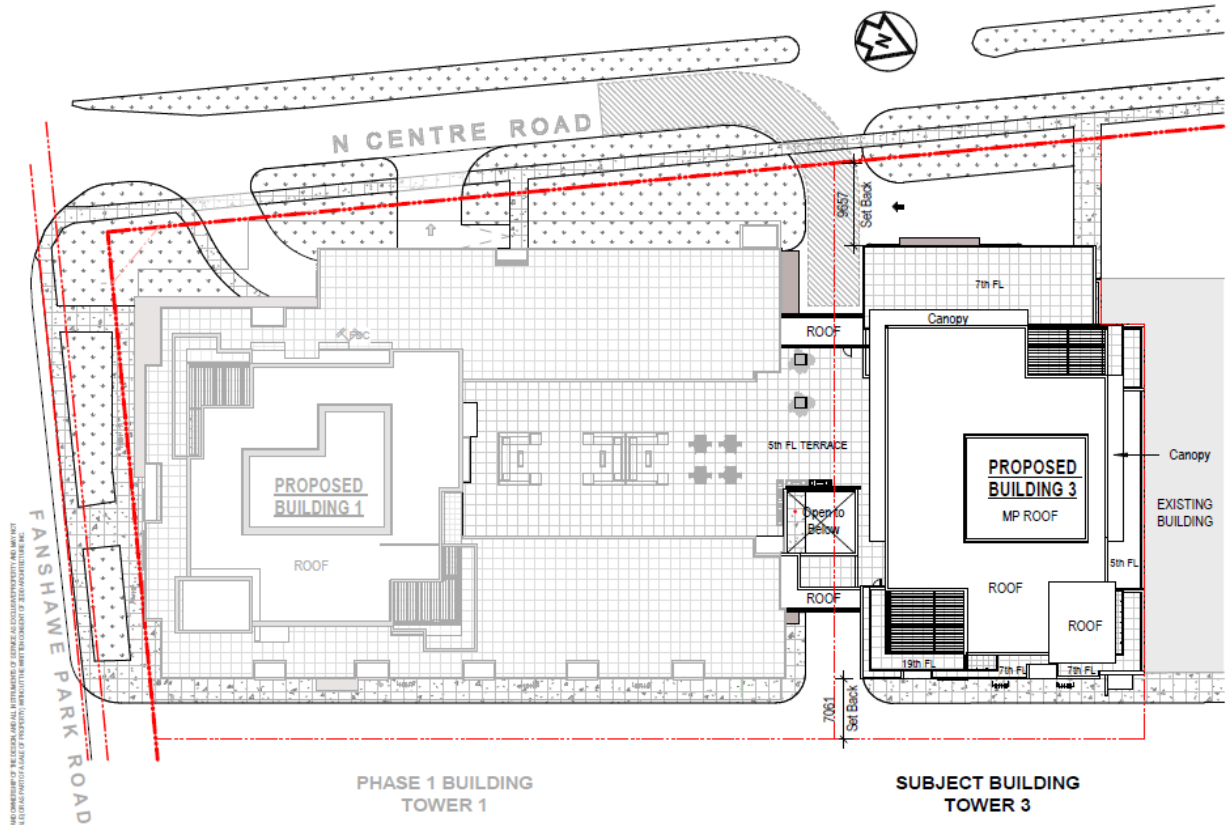 N
N CENTRE ROAD
9657
Set Back
7th FL
Canopy
ROOF
FDC
5th FL TERRACE
PROPOSED
BUILDING 1
PROPOSED
BUILDING 3
MP ROOF
Canopy
EXISTING
BUILDING
Open to
Below
ROOF
ROOF
5th FL
ROOF
ROOF
19th FL
7th FL
7th FL
7061
Set Back
FANSHAWE PARK ROAD
PHASE 1 BUILDING
TOWER 1
SUBJECT BUILDING
TOWER 3